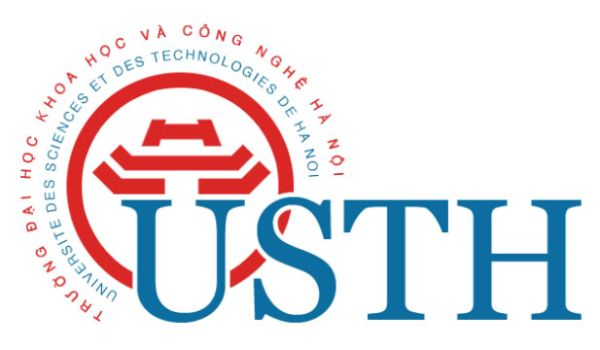 TRƯỜNG ĐẠI HỌC KHOA HỌC VÀ CÔNG NGHỆ HÀ NỘI
UNIVERSITE DES SCIENCES ET DES TECHNOLOGIES DE HA NOI
USTH